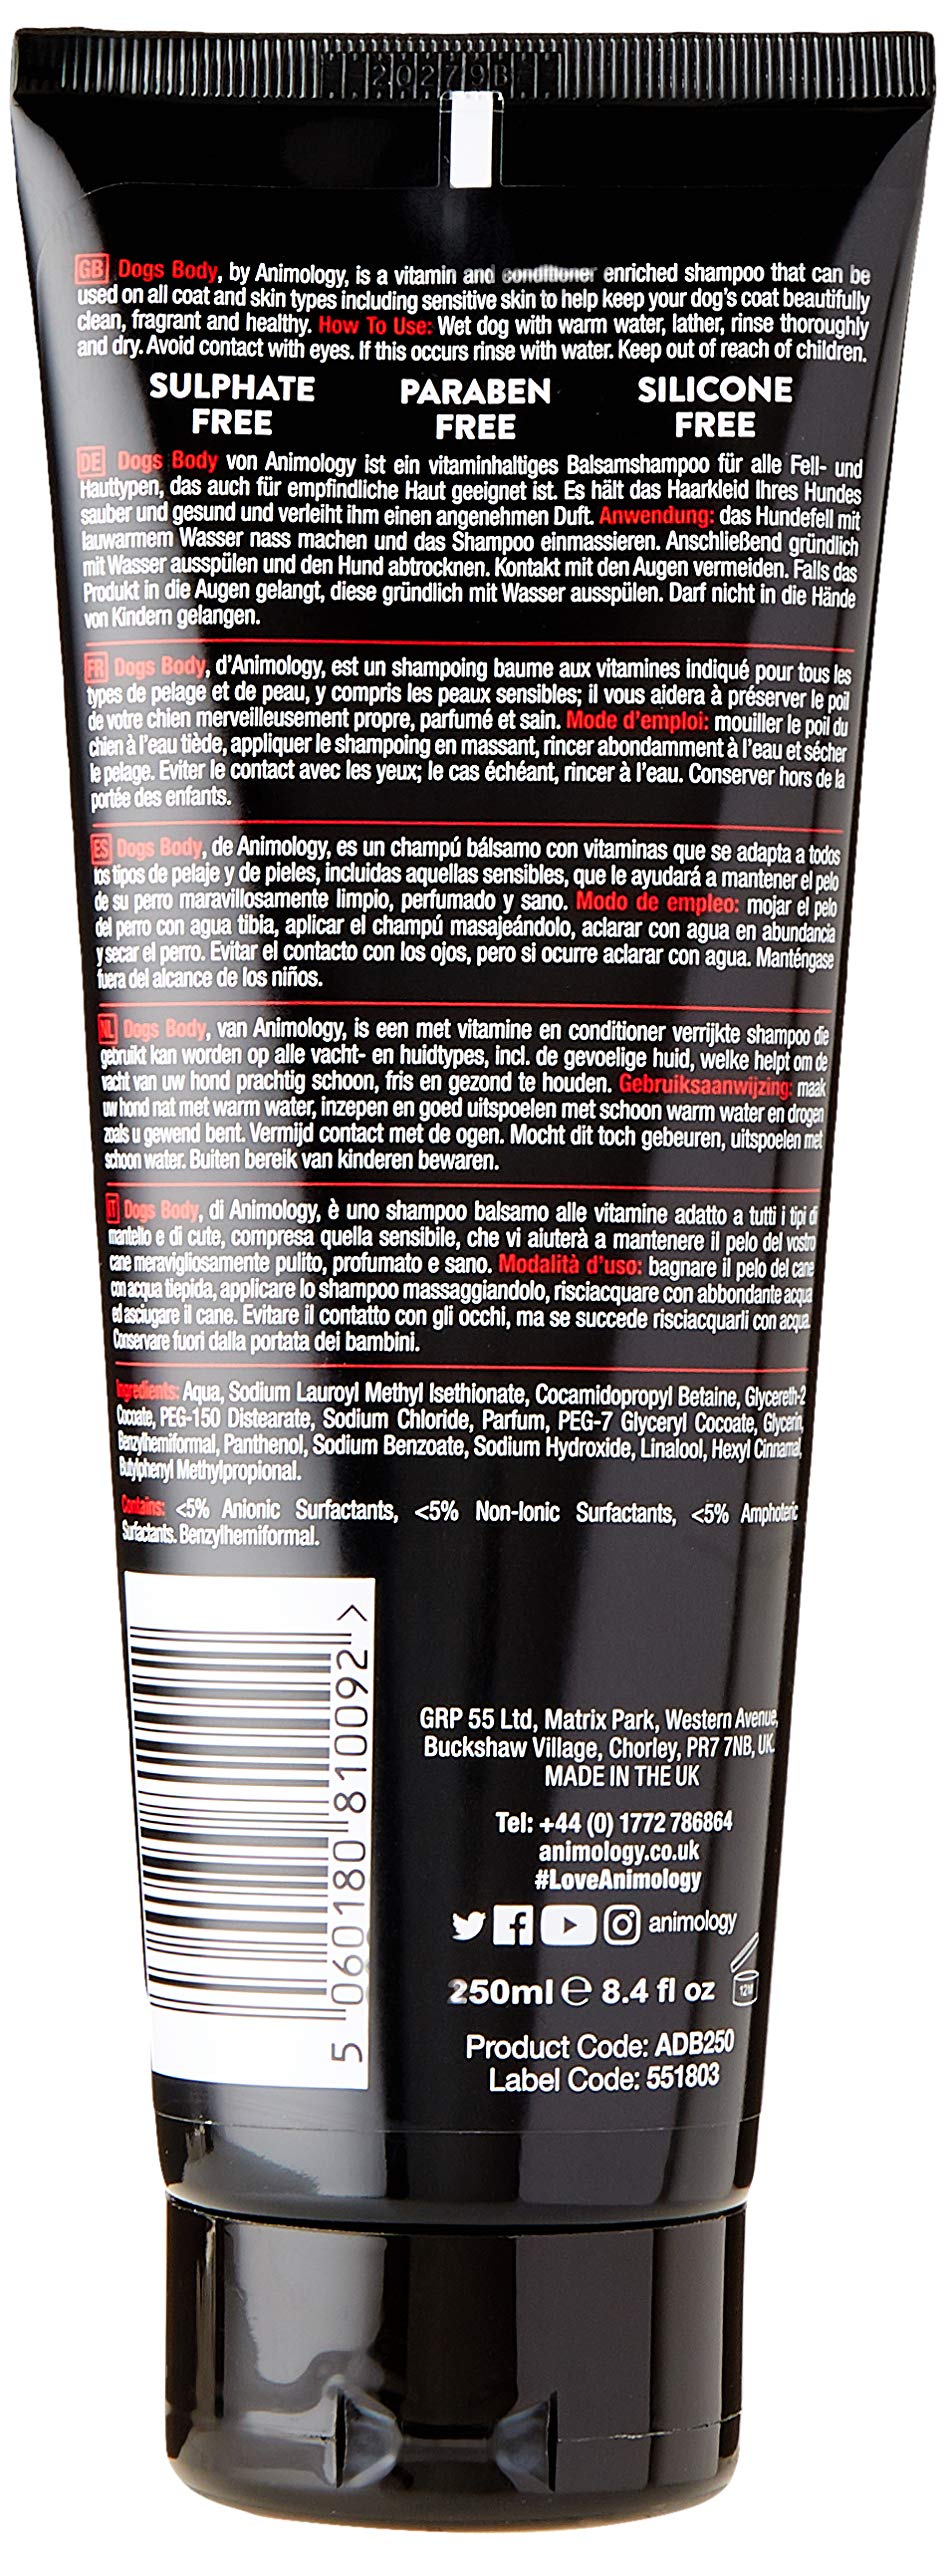 202793
GB Dogs Body, by Animology, is a vitamin and conditioner enriched shampoo that can be
used on all coat and skin types including sensitive skin to help keep your dog's coat beautifully
clean, fragrant and healthy. How To Use: Wet dog with warm water, lather, rinse thoroughly
and dry. Avoid contact with eyes. If this occurs rinse with water. Keep out of reach of children.
SULPHATE FREE PARABEN FREE SILICONE FREE
DE Dogs Body von Animology ist ein vitaminhaltiges Balsamshampoo für alle Fell- und
Hauttypen, das auch für empfindliche Haut geeignet ist. Es hält das Haarkleid Ihres Hundes
sauber und gesund und verleiht ihm einen angenehmen Duft. Anwendung: das Hundefell mit
lauwarmem Wasser nass machen und das Shampoo einmassieren. Anschließend gründlich
mit Wasser ausspülen und den Hund abtrocknen. Kontakt mit den Augen vermeiden. Falls das
Produkt in die Augen gelangt, diese gründlich mit Wasser ausspülen. Darf nicht in die Hände
von Kindern gelangen.
FR Dogs Body, d'Animology, est un shampoing baume aux vitamines indiqué pour tous les
types de pelage et de peau, y compris les peaux sensibles; il vous aidera à préserver le poil
de votre chien merveilleusement propre, parfumé et sain. Mode d'emploi: mouiller le poil du
chien à l'eau tiède, appliquer le shampoing en massant, rincer abondamment à l'eau et sécher
le pelage. Eviter le contact avec les yeux; le cas échéant, rincer à l'eau. Conserver hors de la
portée des enfants.
ES Dogs Body, de Animology, es un champú bálsamo con vitaminas que se adapta a todos
los tipos de pelaje y de pieles, incluidas aquellas sensibles, que le ayudará a mantener el pelo
de su perro maravillosamente limpio, perfumado y sano. Modo de empleo: mojar el pelo
del perro con agua tibia, aplicar el champú masajeándolo, aclarar con agua en abundancia
y secar el perro. Evitar el contacto con los ojos, pero si ocurre aclarar con agua. Manténgase
fuera del alcance de los niños.
NL Dogs Body, van Animology, is een met vitamine en conditioner verrijkte shampoo die
gebruikt kan worden op alle vacht- en huidtypes, incl. de gevoelige huid, welke helpt om de
vacht van uw hond prachtig schoon, fris en gezond te houden. Gebruiksaanwijzing: maak
uw hond nat met warm water, inzepen en goed uitspoelen met schoon warm water en drogen
zoals u gewend bent. Vermijd contact met de ogen. Mocht dit toch gebeuren, uitspoelen met
schoon water. Buiten bereik van kinderen bewaren.
IT Dogs Body, di Animology, è uno shampoo balsamo alle vitamine adatto a tutti i tipi di
mantello e di cute, compresa quella sensibile, che vi aiuterà a mantenere il pelo del vostro
cane meravigliosamente pulito, profumato e sano. Modalità d'uso: bagnare il pelo del cane
con acqua tiepida, applicare lo shampoo massaggiandolo, risciacquare con abbondante acqua
ed asciugare il cane. Evitare il contatto con gli occhi, ma se succede risciacquarli con acqua.
Conservare fuori dalla portata dei bambini.
Ingredients: Aqua, Sodium Lauroyl Methyl Isethionate, Cocamidopropyl Betaine, Glycereth-2
Cocoate, PEG-150 Distearate, Sodium Chloride, Parfum, PEG-7 Glyceryl Cocoate, Glycerin,
Benzylhemiformal, Panthenol, Sodium Benzoate, Sodium Hydroxide, Linalool, Hexyl Cinnamal,
Butylphenyl Methylpropional.
Contains: <5% Anionic Surfactants, <5% Non-Ionic Surfactants, <5% Amphoteric
Surfactants. Benzylhemiformal.
5 060180 810092 >
GRP 55 Ltd, Matrix Park, Western Avenue,
Buckshaw Village, Chorley, PR7 7NB, UK.
MADE IN THE UK
Tel: +44 (0) 1772 786864
animology.co.uk
#LoveAnimology
animology
250ml ℮ 8.4 fl oz 12M
Product Code: ADB250
Label Code: 551803